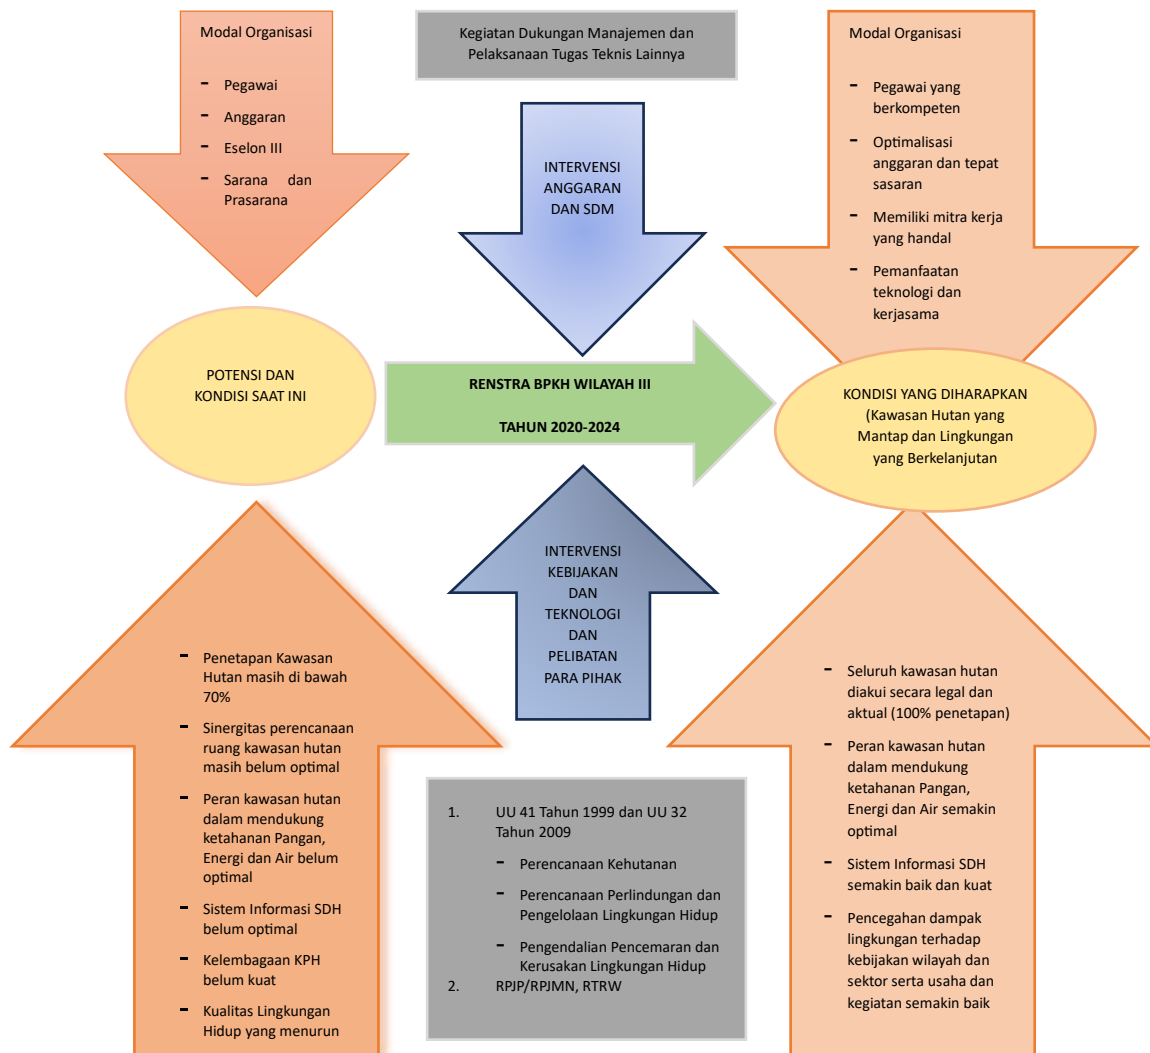 Modal Organisasi
- Pegawai
- Anggaran
- Eselon III
- Sarana dan
Prasarana
Kegiatan Dukungan Manajemen dan
Pelaksanaan Tugas Teknis Lainnya
INTERVENSI
ANGGARAN
DAN SDM
Modal Organisasi
- Pegawai yang
berkompeten
- Optimalisasi
anggaran dan tepat
sasaran
- Memiliki mitra kerja
yang handal
- Pemanfaatan
teknologi dan
kerjasama
POTENSI DAN
KONDISI SAAT INI
RENSTRA BPKH WILAYAH III
TAHUN 2020-2024
KONDISI YANG DIHARAPKAN
(Kawasan Hutan yang
Mantap dan Lingkungan
yang Berkelanjutan
INTERVENSI
KEBIJAKAN
DAN
TEKNOLOGI
DAN
PELIBATAN
PARA PIHAK
- Penetapan Kawasan
Hutan masih di bawah
70%
- Sinergitas perencanaan
ruang kawasan hutan
masih belum optimal
- Peran kawasan hutan
dalam mendukung
ketahanan Pangan,
Energi dan Air belum
optimal
- Sistem Informasi SDH
belum optimal
- Kelembagaan KPH
belum kuat
- Kualitas Lingkungan
Hidup yang menurun
1. UU 41 Tahun 1999 dan UU 32
Tahun 2009
- Perencanaan Kehutanan
- Perencanaan Perlindungan dan
Pengelolaan Lingkungan Hidup
- Pengendalian Pencemaran dan
Kerusakan Lingkungan Hidup
2. RPJP/RPJMN, RTRW
- Seluruh kawasan hutan
diakui secara legal dan
aktual (100% penetapan)
- Peran kawasan hutan
dalam mendukung
ketahanan Pangan,
Energi dan Air semakin
optimal
- Sistem Informasi SDH
semakin baik dan kuat
- Pencegahan dampak
lingkungan terhadap
kebijakan wilayah dan
sektor serta usaha dan
kegiatan semakin baik